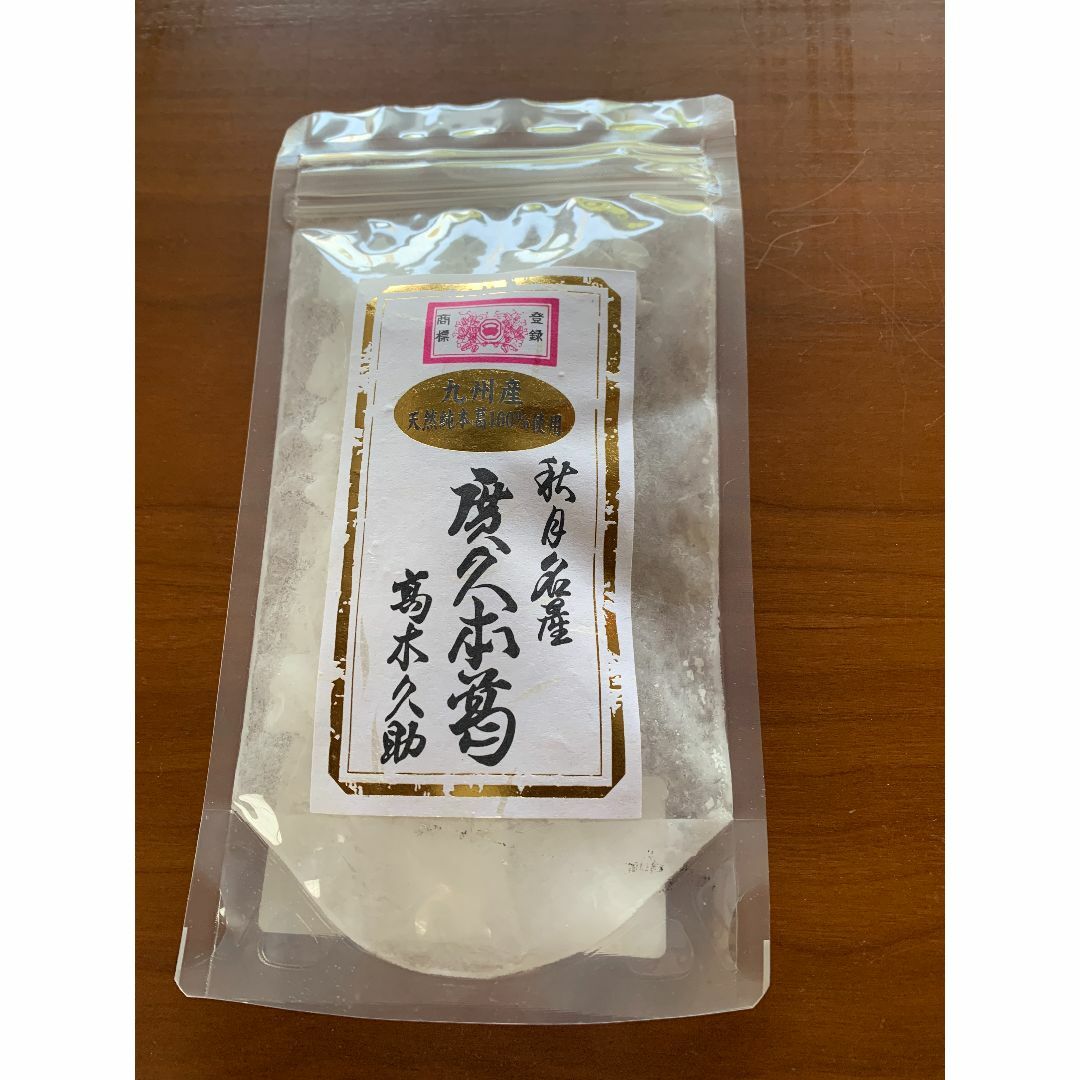 登録
商標
九州産
天然純本葛100%使用
秋月名産
廣久本葛
高木久助